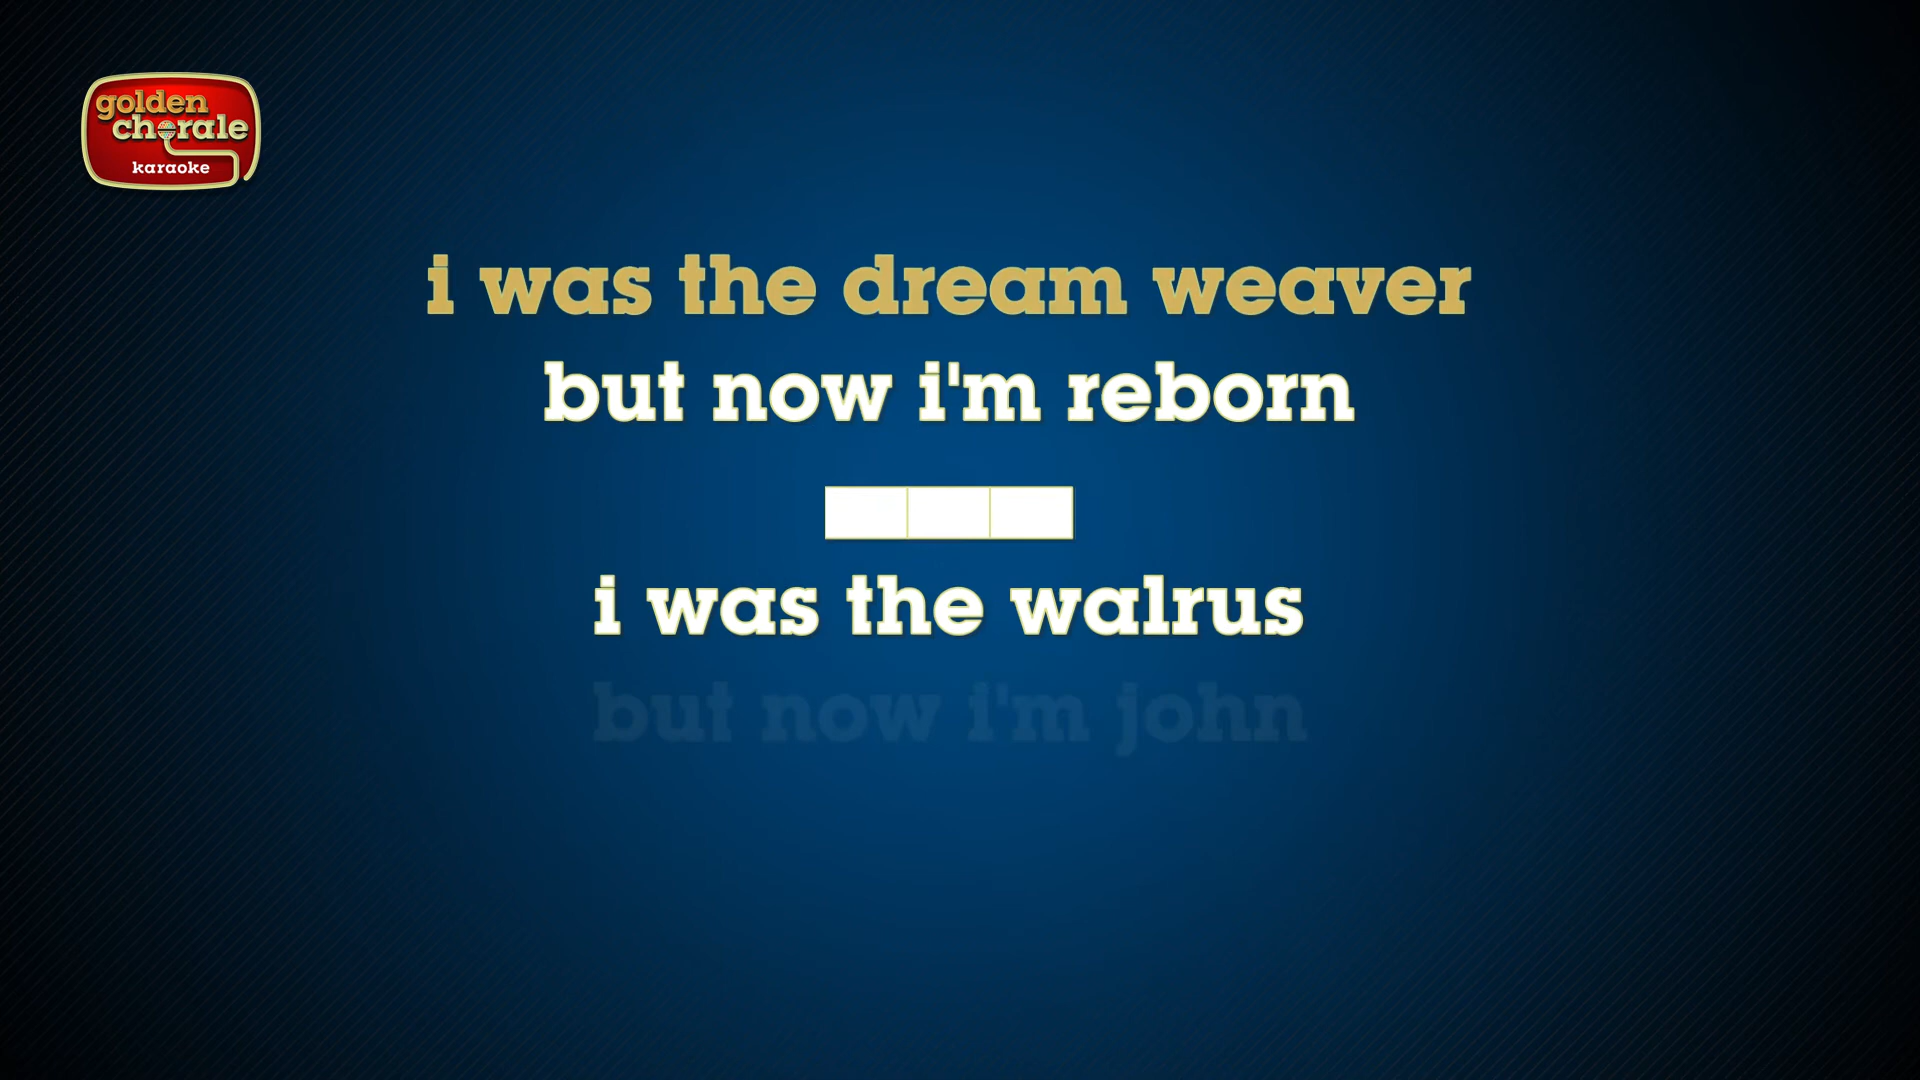 golden
chorale
karaoke
i was the dream weaver
but now i'm reborn
i was the walrus
but now i'm john